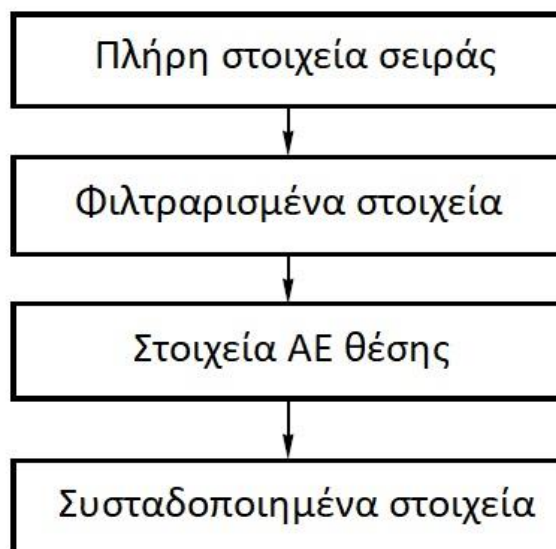 Πλήρη στοιχεία σειράς
Φιλτραρισμένα στοιχεία
Στοιχεία ΑΕ θέσης
Συσταδοποιημένα στοιχεία